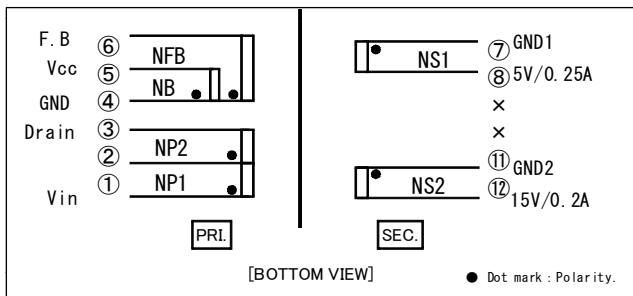 F.B ⑥ NFB
Vcc ⑤
NB
GND ④
Drain ③
② NP2
① NP1
Vin
PRI.
NS1 ⑦ GND1
⑧ 5V/0.25A
×
×
⑪ GND2
NS2 ⑫ 15V/0.2A
SEC.
[BOTTOM VIEW]
● Dot mark : Polarity.